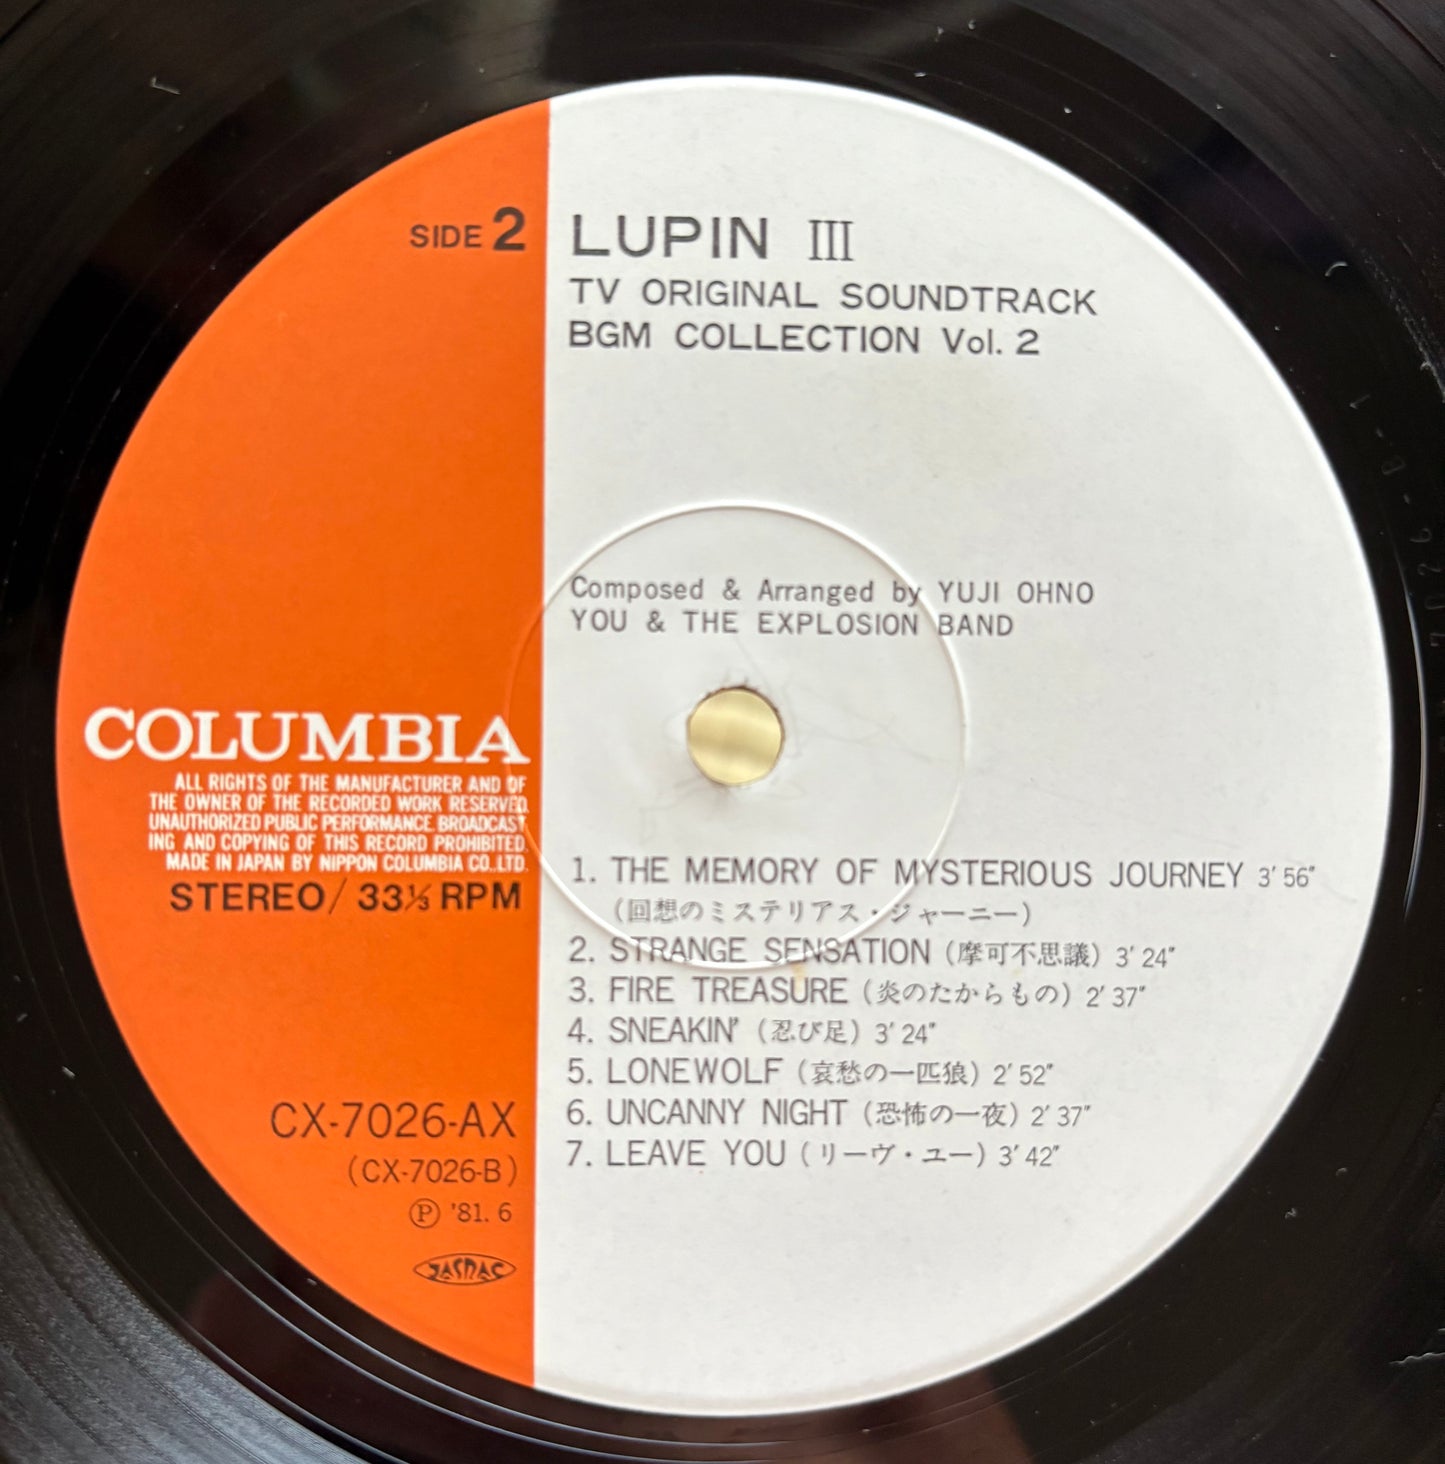 SIDE 2
LUPIN III
TV ORIGINAL SOUNDTRACK
BGM COLLECTION Vol. 2
Composed & Arranged by YUJI OHNO
YOU & THE EXPLOSION BAND
COLUMBIA
ALL RIGHTS OF THE MANUFACTURER AND OF
THE OWNER OF THE RECORDED WORK RESERVED.
UNAUTHORIZED PUBLIC PERFORMANCE. BROADCAST-
ING AND COPYING OF THIS RECORD PROHIBITED.
MADE IN JAPAN BY NIPPON COLUMBIA CO.,LTD.
STEREO/ 33⅓ RPM
1. THE MEMORY OF MYSTERIOUS JOURNEY 3′56″
(回想のミステリアス・ジャーニー)
2. STRANGE SENSATION (摩可不思議) 3′24″
3. FIRE TREASURE (炎のたからもの) 2′37″
4. SNEAKIN' (忍び足) 3′24″
5. LONEWOLF (哀愁の一匹狼) 2′52″
6. UNCANNY NIGHT (恐怖の一夜) 2′37″
7. LEAVE YOU (リーヴ・ユー) 3′42″
CX-7026-AX
(CX-7026-B)
Ⓟ '81. 6
JASRAC